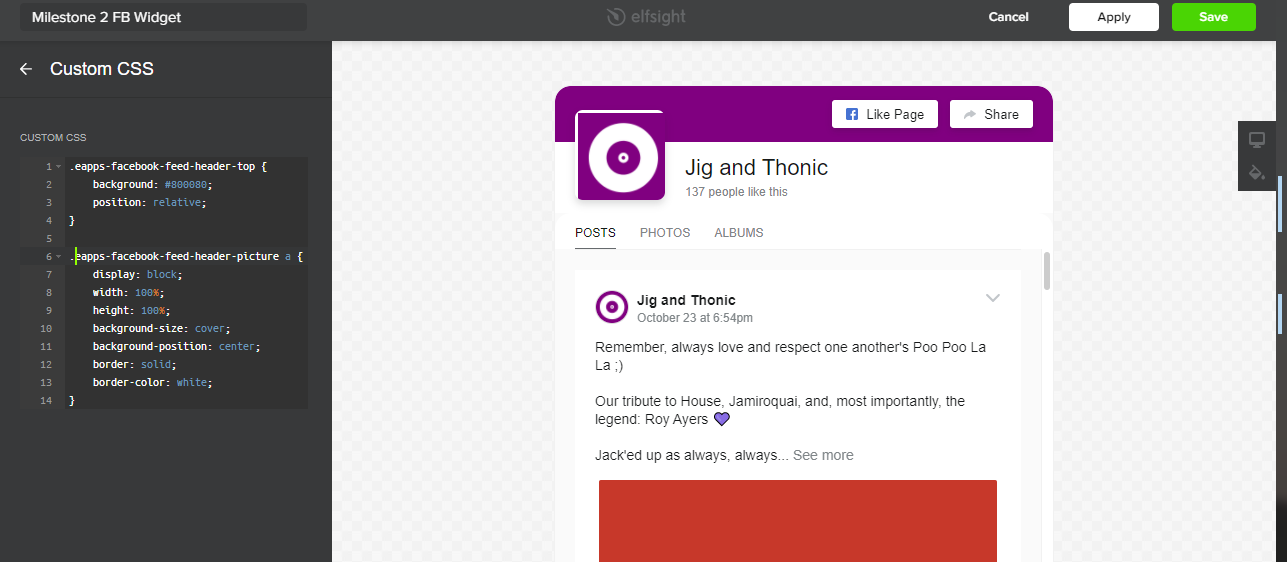 Milestone 2 FB Widget
elfsight
Cancel
Apply
Save
Custom CSS
CUSTOM CSS
1 .eapps-facebook-feed-header-top {
2 background: #800080;
3 position: relative;
4 }
5
6 .eapps-facebook-feed-header-picture a {
7 display: block;
8 width: 100%;
9 height: 100%;
10 background-size: cover;
11 background-position: center;
12 border: solid;
13 border-color: white;
14 }
Like Page
Share
Jig and Thonic
137 people like this
POSTS PHOTOS ALBUMS
Jig and Thonic
October 23 at 6:54pm
Remember, always love and respect one another's Poo Poo La
La ;)
Our tribute to House, Jamiroquai, and, most importantly, the
legend: Roy Ayers 💜
Jack'ed up as always, always... See more